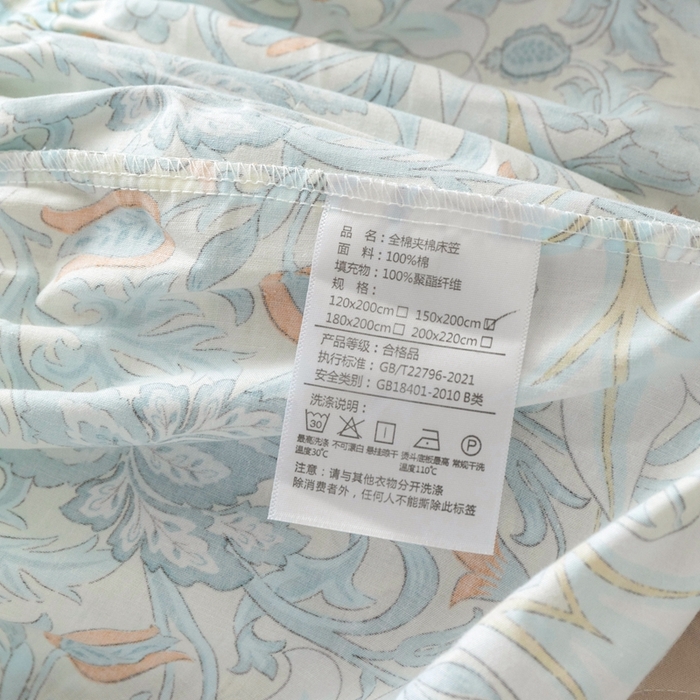 品 名：全棉夹棉床笠
面 料：100%棉
填充物：100%聚酯纤维
规 格：
120x200cm□ 150x200cm☑
180x200cm□ 200x220cm□
产品等级：合格品
执行标准：GB/T22796-2021
安全类别：GB18401-2010 B类
洗涤说明：
30 P
最高洗涤温度30℃ 不可漂白 悬挂晾干 熨斗底板最高温度110℃ 常规干洗
注意：请与其他衣物分开洗涤
除消费者外，任何人不能撕除此标签